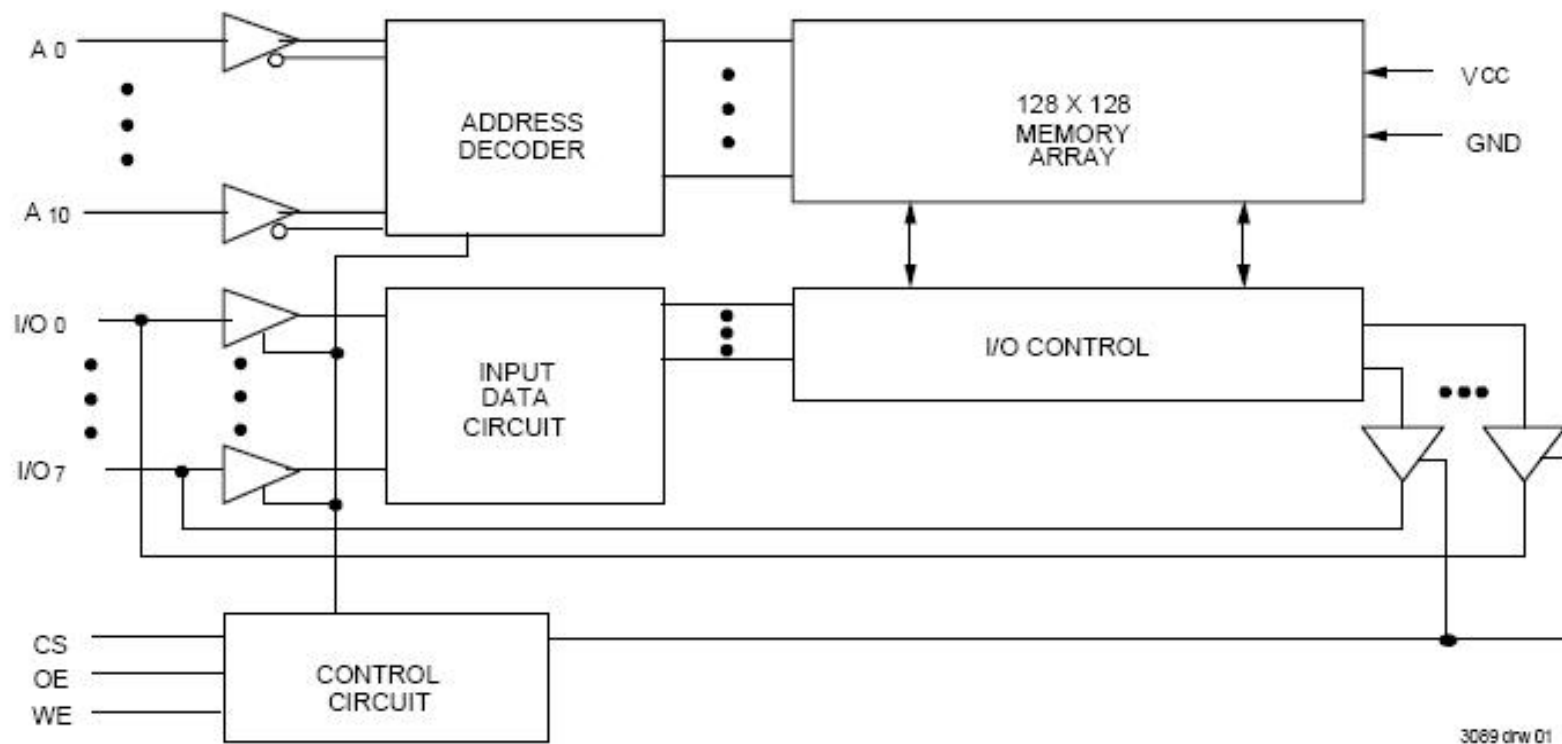 A 0
ADDRESS
DECODER
128 X 128
MEMORY
ARRAY
VCC
GND
A 10
I/O 0
INPUT
DATA
CIRCUIT
I/O CONTROL
I/O 7
CS
OE
WE
CONTROL
CIRCUIT
3089 drw 01